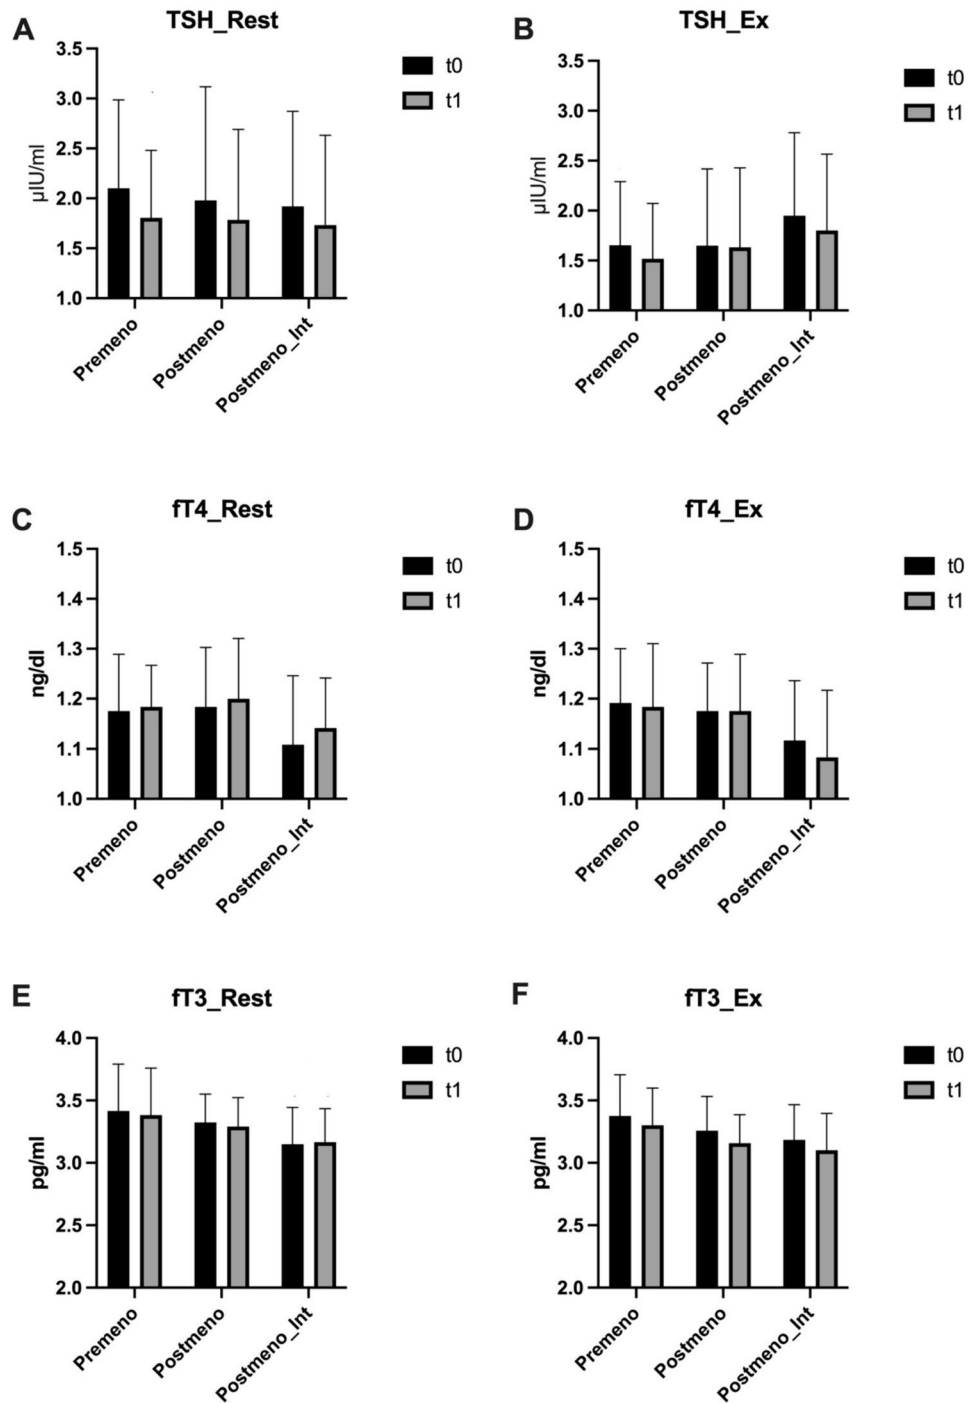 A
TSH_Rest
3.5
3.0
2.5
2.0
1.5
1.0
µIU/ml
t0
t1
Premeno
Postmeno
Postmeno_Int
B
TSH_Ex
3.5
3.0
2.5
2.0
1.5
1.0
µIU/ml
t0
t1
Premeno
Postmeno
Postmeno_Int
C
fT4_Rest
1.5
1.4
1.3
1.2
1.1
1.0
ng/dl
t0
t1
Premeno
Postmeno
Postmeno_Int
D
fT4_Ex
1.5
1.4
1.3
1.2
1.1
1.0
ng/dl
t0
t1
Premeno
Postmeno
Postmeno_Int
E
fT3_Rest
4.0
3.5
3.0
2.5
2.0
pg/ml
t0
t1
Premeno
Postmeno
Postmeno_Int
F
fT3_Ex
4.0
3.5
3.0
2.5
2.0
pg/ml
t0
t1
Premeno
Postmeno
Postmeno_Int